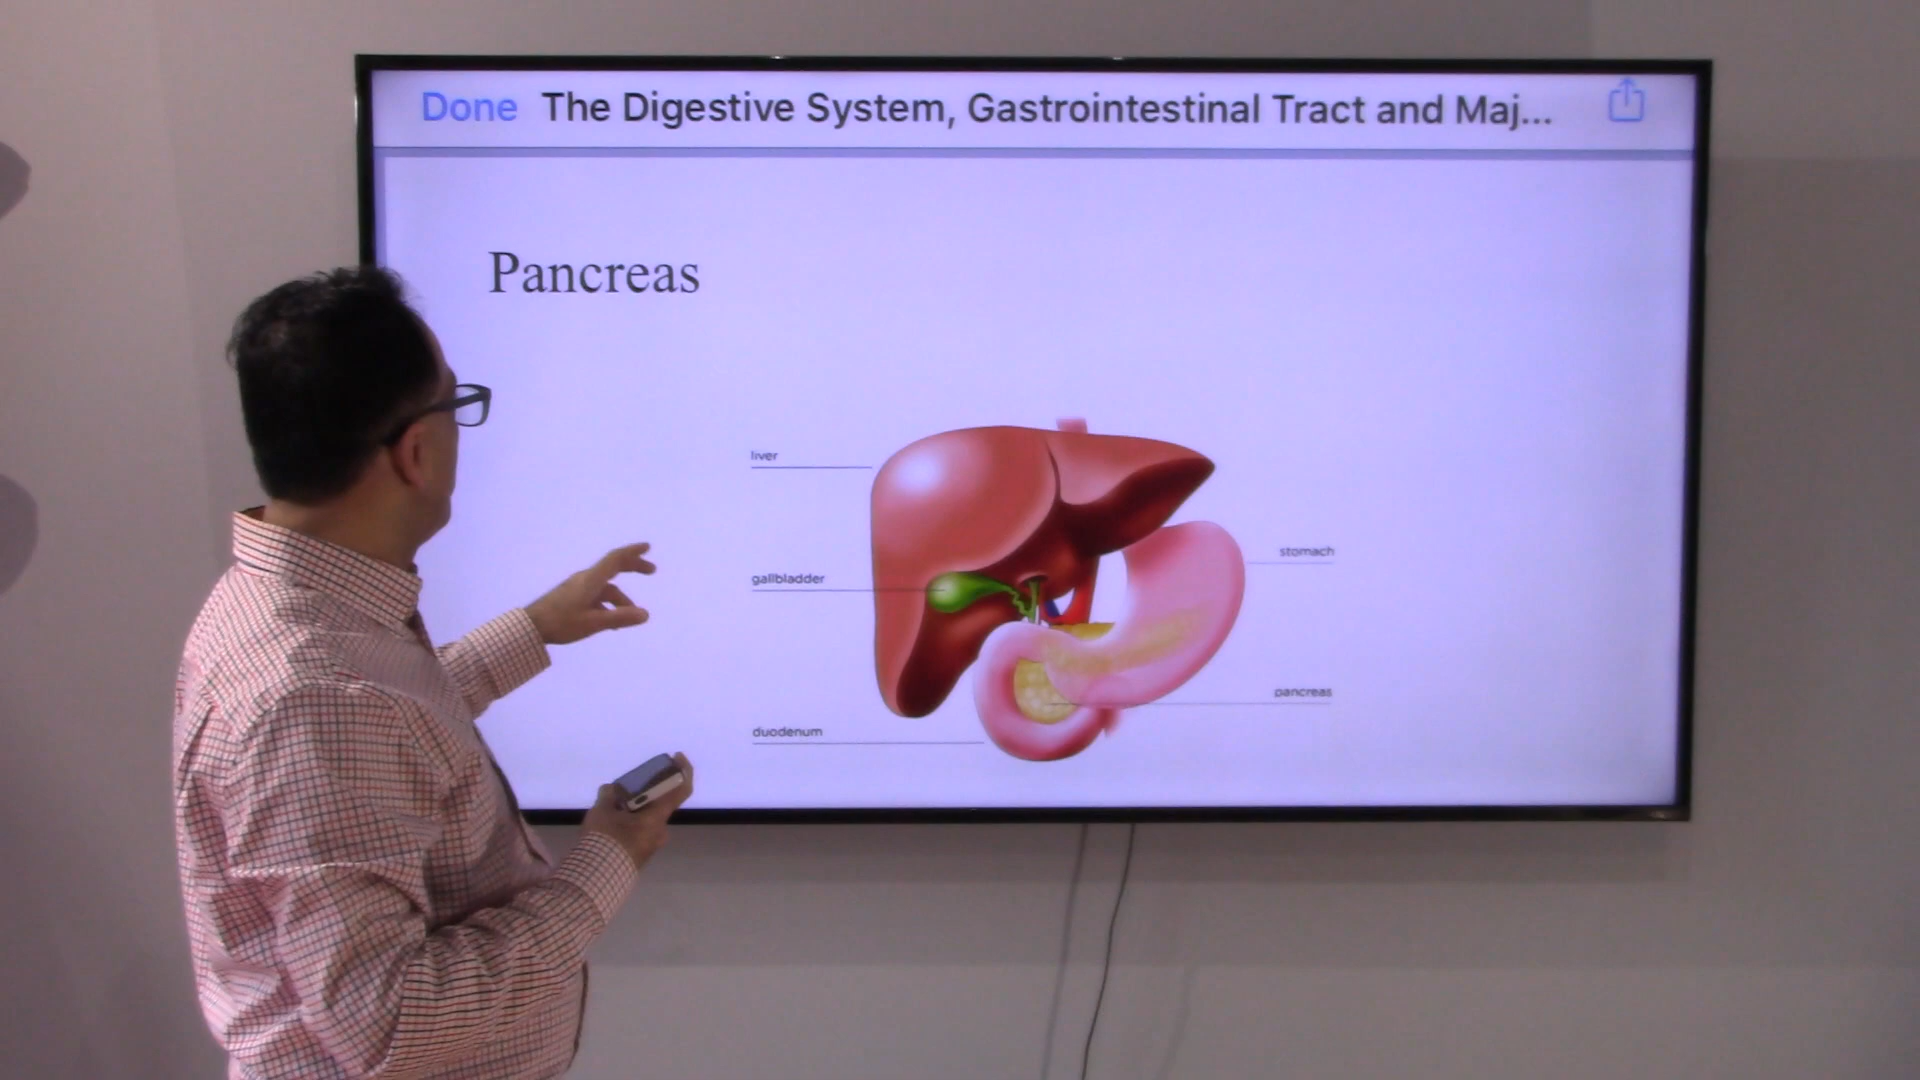 Done The Digestive System, Gastrointestinal Tract and Maj...
Pancreas
liver
stomach
gallbladder
pancreas
duodenum